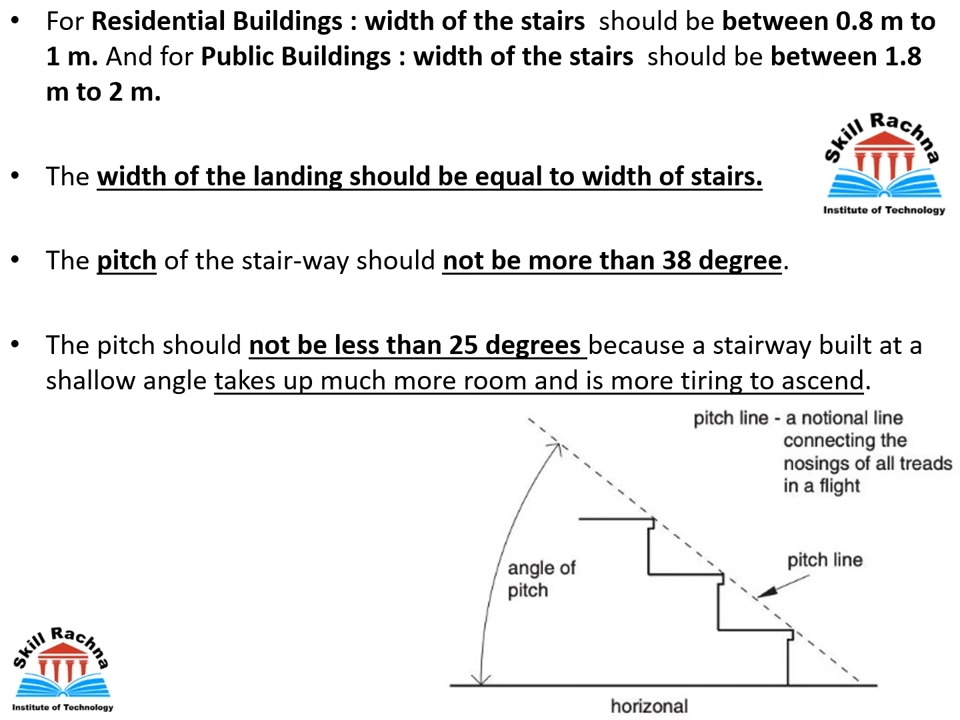 • For Residential Buildings : width of the stairs should be between 0.8 m to
1 m. And for Public Buildings : width of the stairs should be between 1.8
m to 2 m.
Skill Rachna
Institute of Technology
• The width of the landing should be equal to width of stairs.
• The pitch of the stair-way should not be more than 38 degree.
• The pitch should not be less than 25 degrees because a stairway built at a
shallow angle takes up much more room and is more tiring to ascend.
pitch line - a notional line
connecting the
nosings of all treads
in a flight
angle of
pitch
pitch line
horizonal
Skill Rachna
Institute of Technology